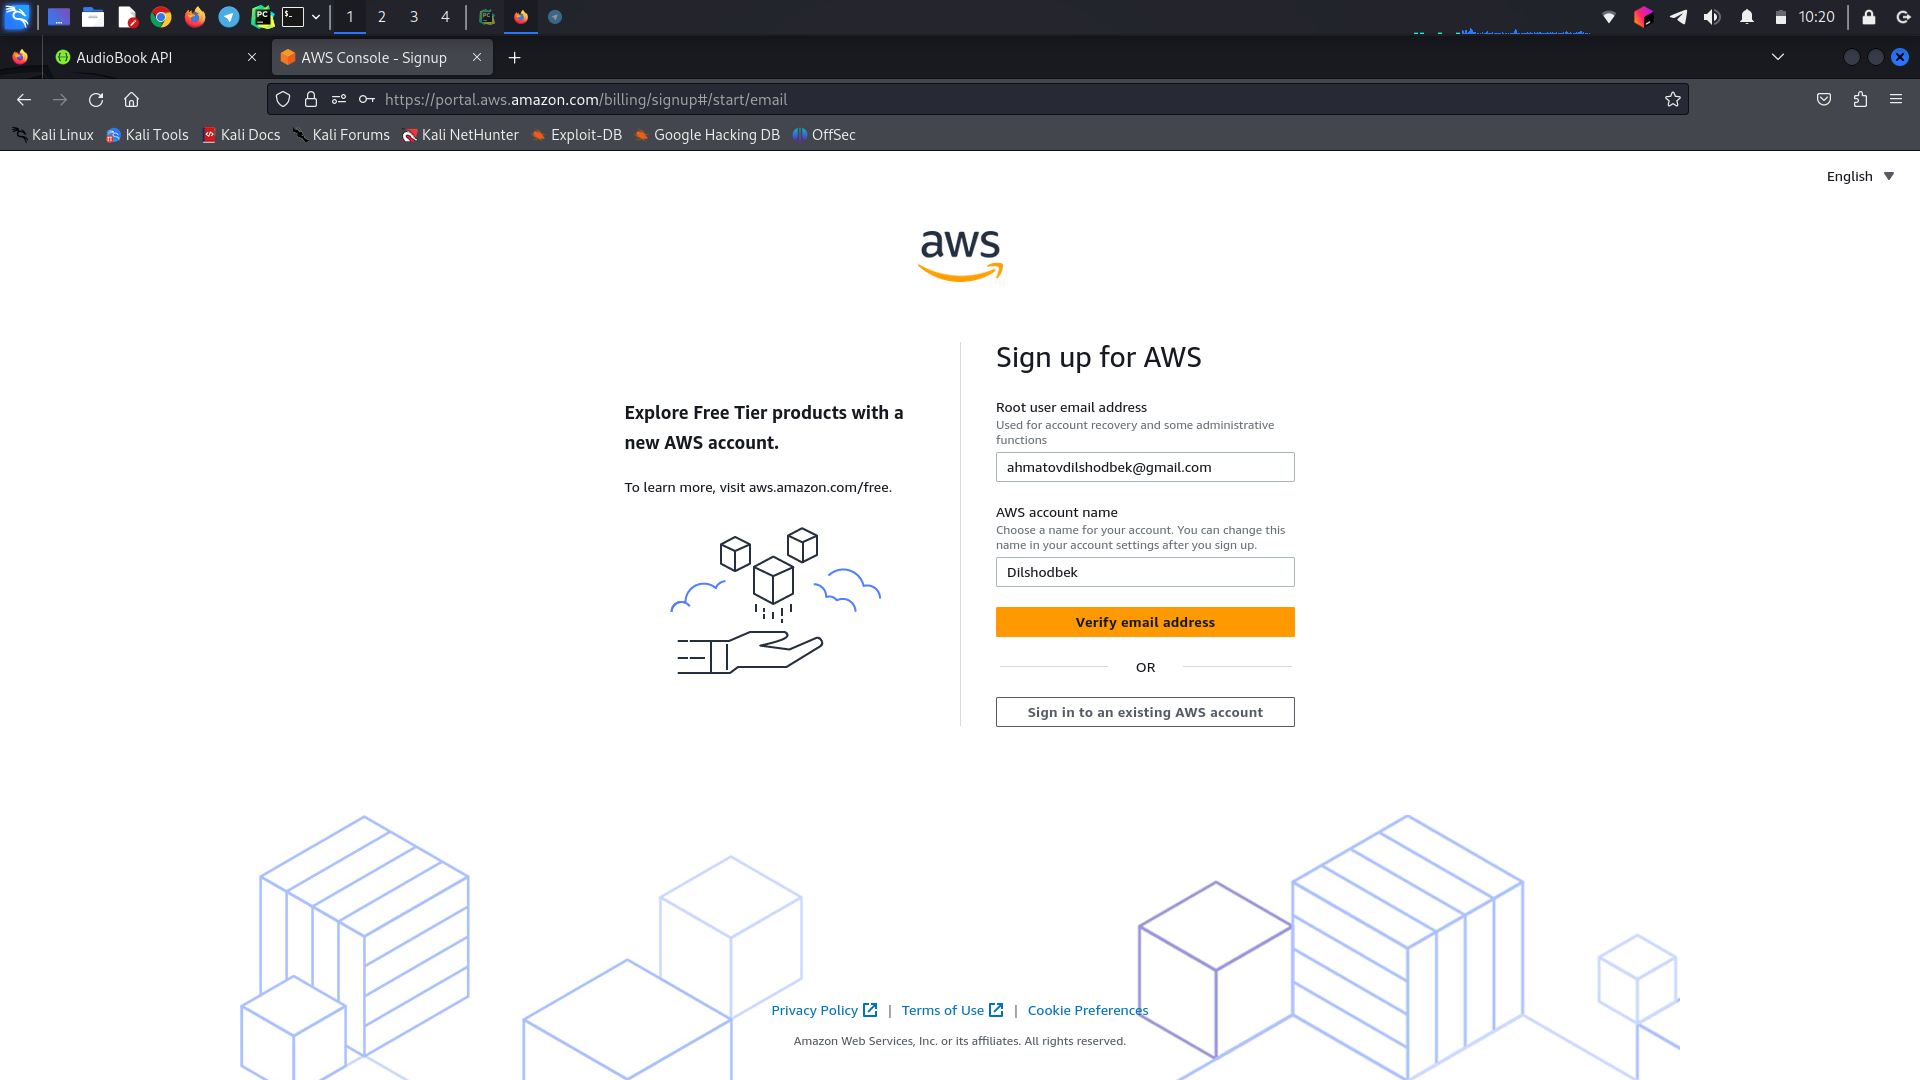 1 2 3 4
10:20
AudioBook API
AWS Console - Signup
https://portal.aws.amazon.com/billing/signup#/start/email
Kali Linux Kali Tools Kali Docs Kali Forums Kali NetHunter Exploit-DB Google Hacking DB OffSec
English
aws
Explore Free Tier products with a
new AWS account.
To learn more, visit aws.amazon.com/free.
Sign up for AWS
Root user email address
Used for account recovery and some administrative
functions
ahmatovdilshodbek@gmail.com
AWS account name
Choose a name for your account. You can change this
name in your account settings after you sign up.
Dilshodbek
Verify email address
OR
Sign in to an existing AWS account
Privacy Policy | Terms of Use | Cookie Preferences
Amazon Web Services, Inc. or its affiliates. All rights reserved.